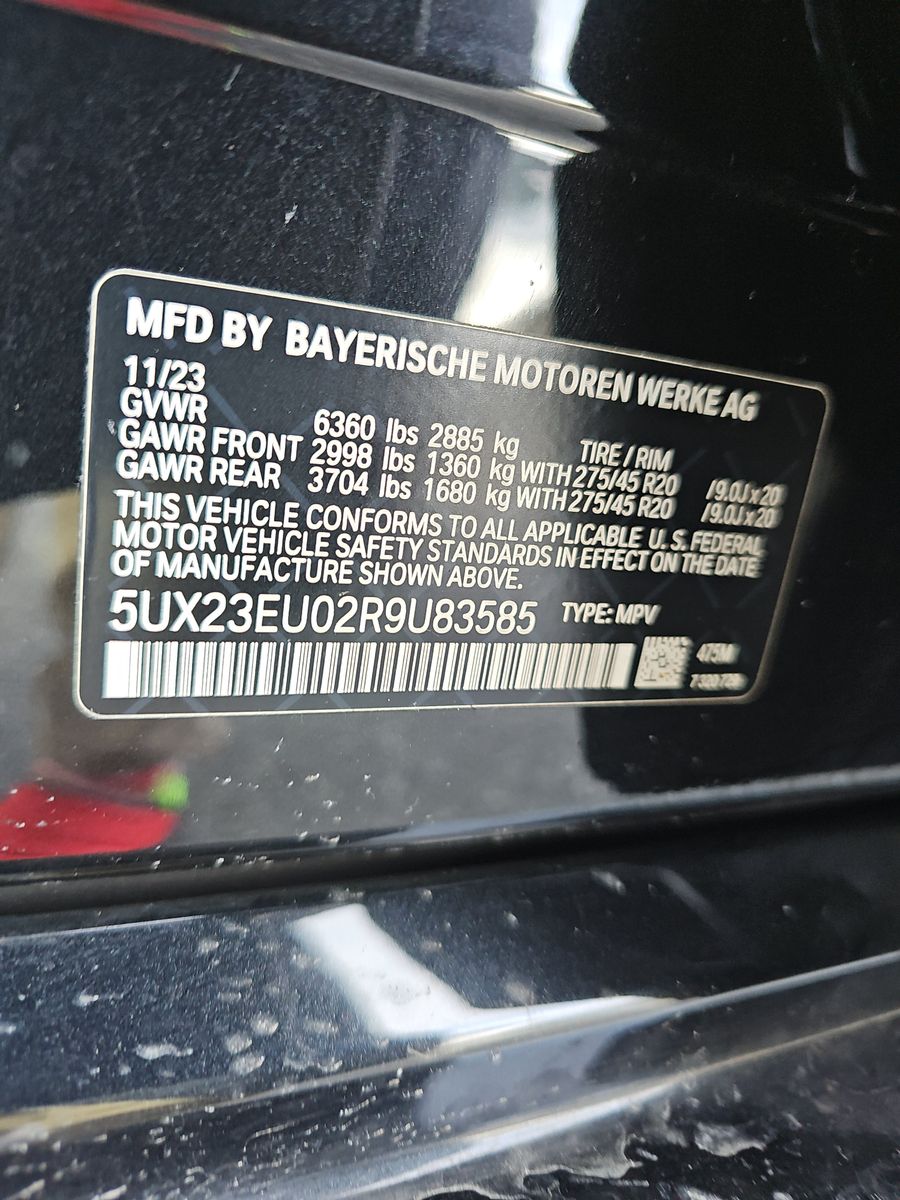 MFD BY BAYERISCHE MOTOREN WERKE AG
11/23
GVWR 6360 lbs 2885 kg TIRE / RIM
GAWR FRONT 2998 lbs 1360 kg WITH 275/45 R20 /9.0J x 20
GAWR REAR 3704 lbs 1680 kg WITH 275/45 R20 /9.0J x 20
THIS VEHICLE CONFORMS TO ALL APPLICABLE U.S. FEDERAL
MOTOR VEHICLE SAFETY STANDARDS IN EFFECT ON THE DATE
OF MANUFACTURE SHOWN ABOVE.
5UX23EU02R9U83585 TYPE: MPV
475M